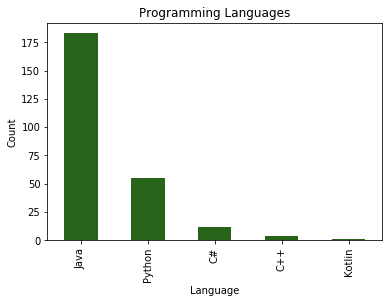 Programming Languages
175
150
125
100
75
50
25
0
Count
Java
Python
C#
C++
Kotlin
Language